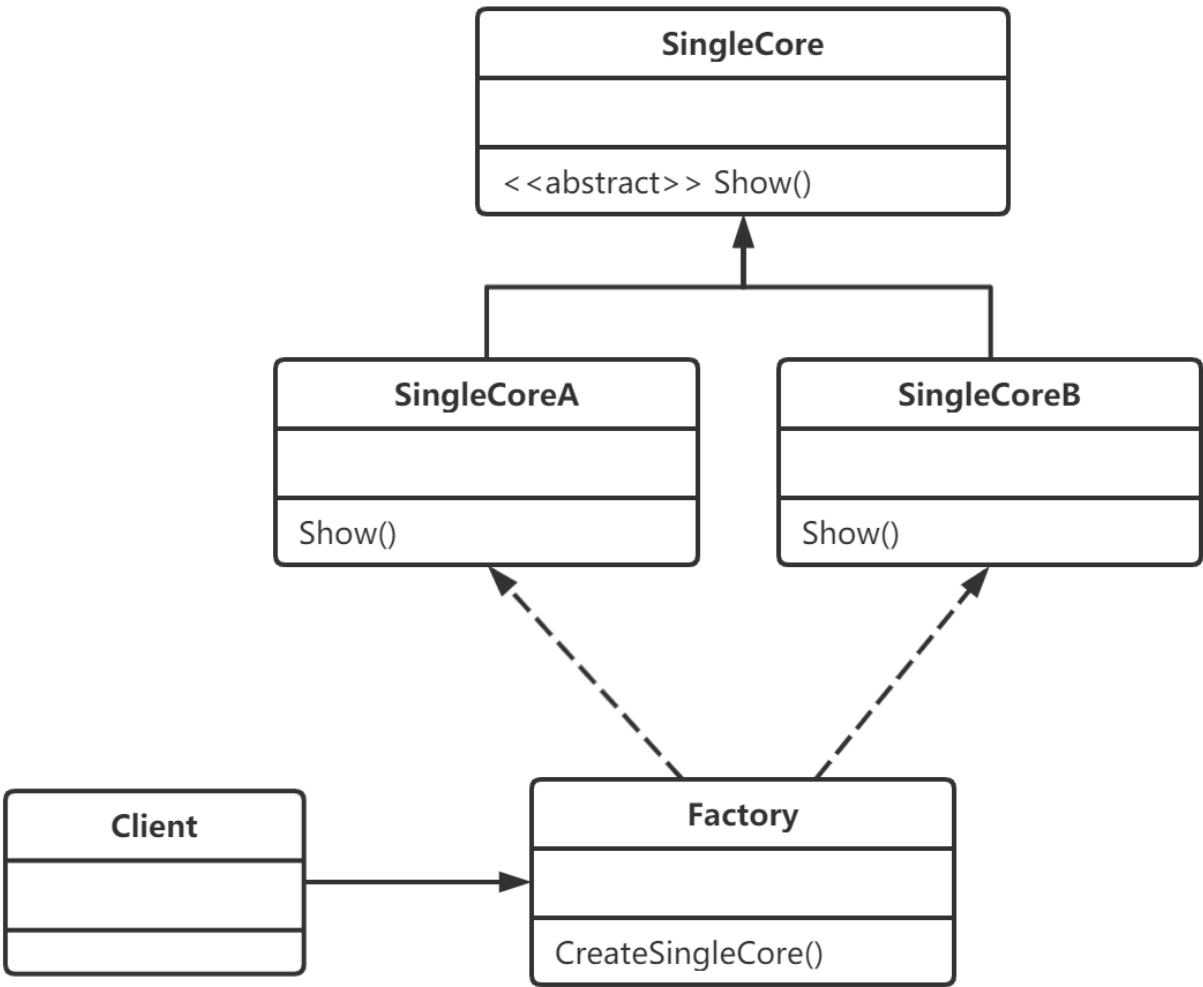 SingleCore
<<abstract>> Show()
SingleCoreA
Show()
SingleCoreB
Show()
Client
Factory
CreateSingleCore()